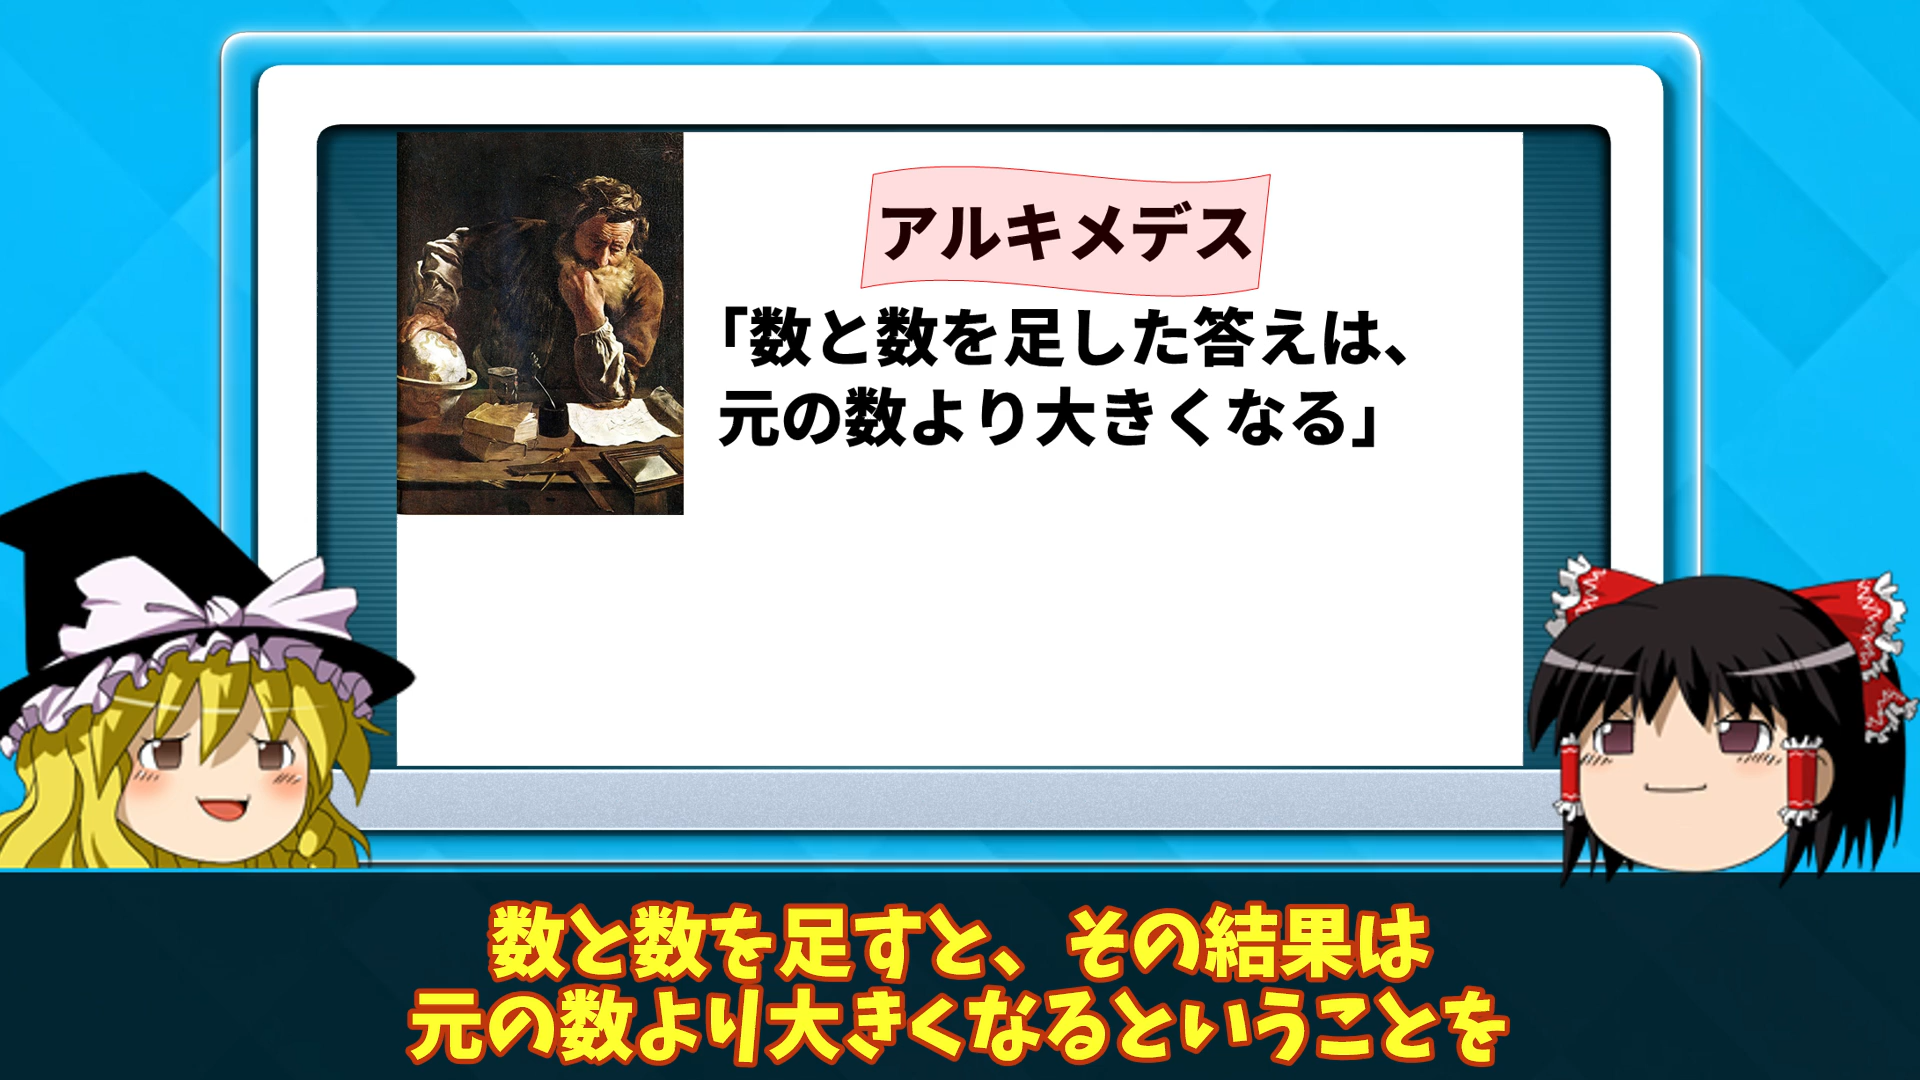 アルキメデス
「数と数を足した答えは、
元の数より大きくなる」
数と数を足すと、その結果は
元の数より大きくなるということを